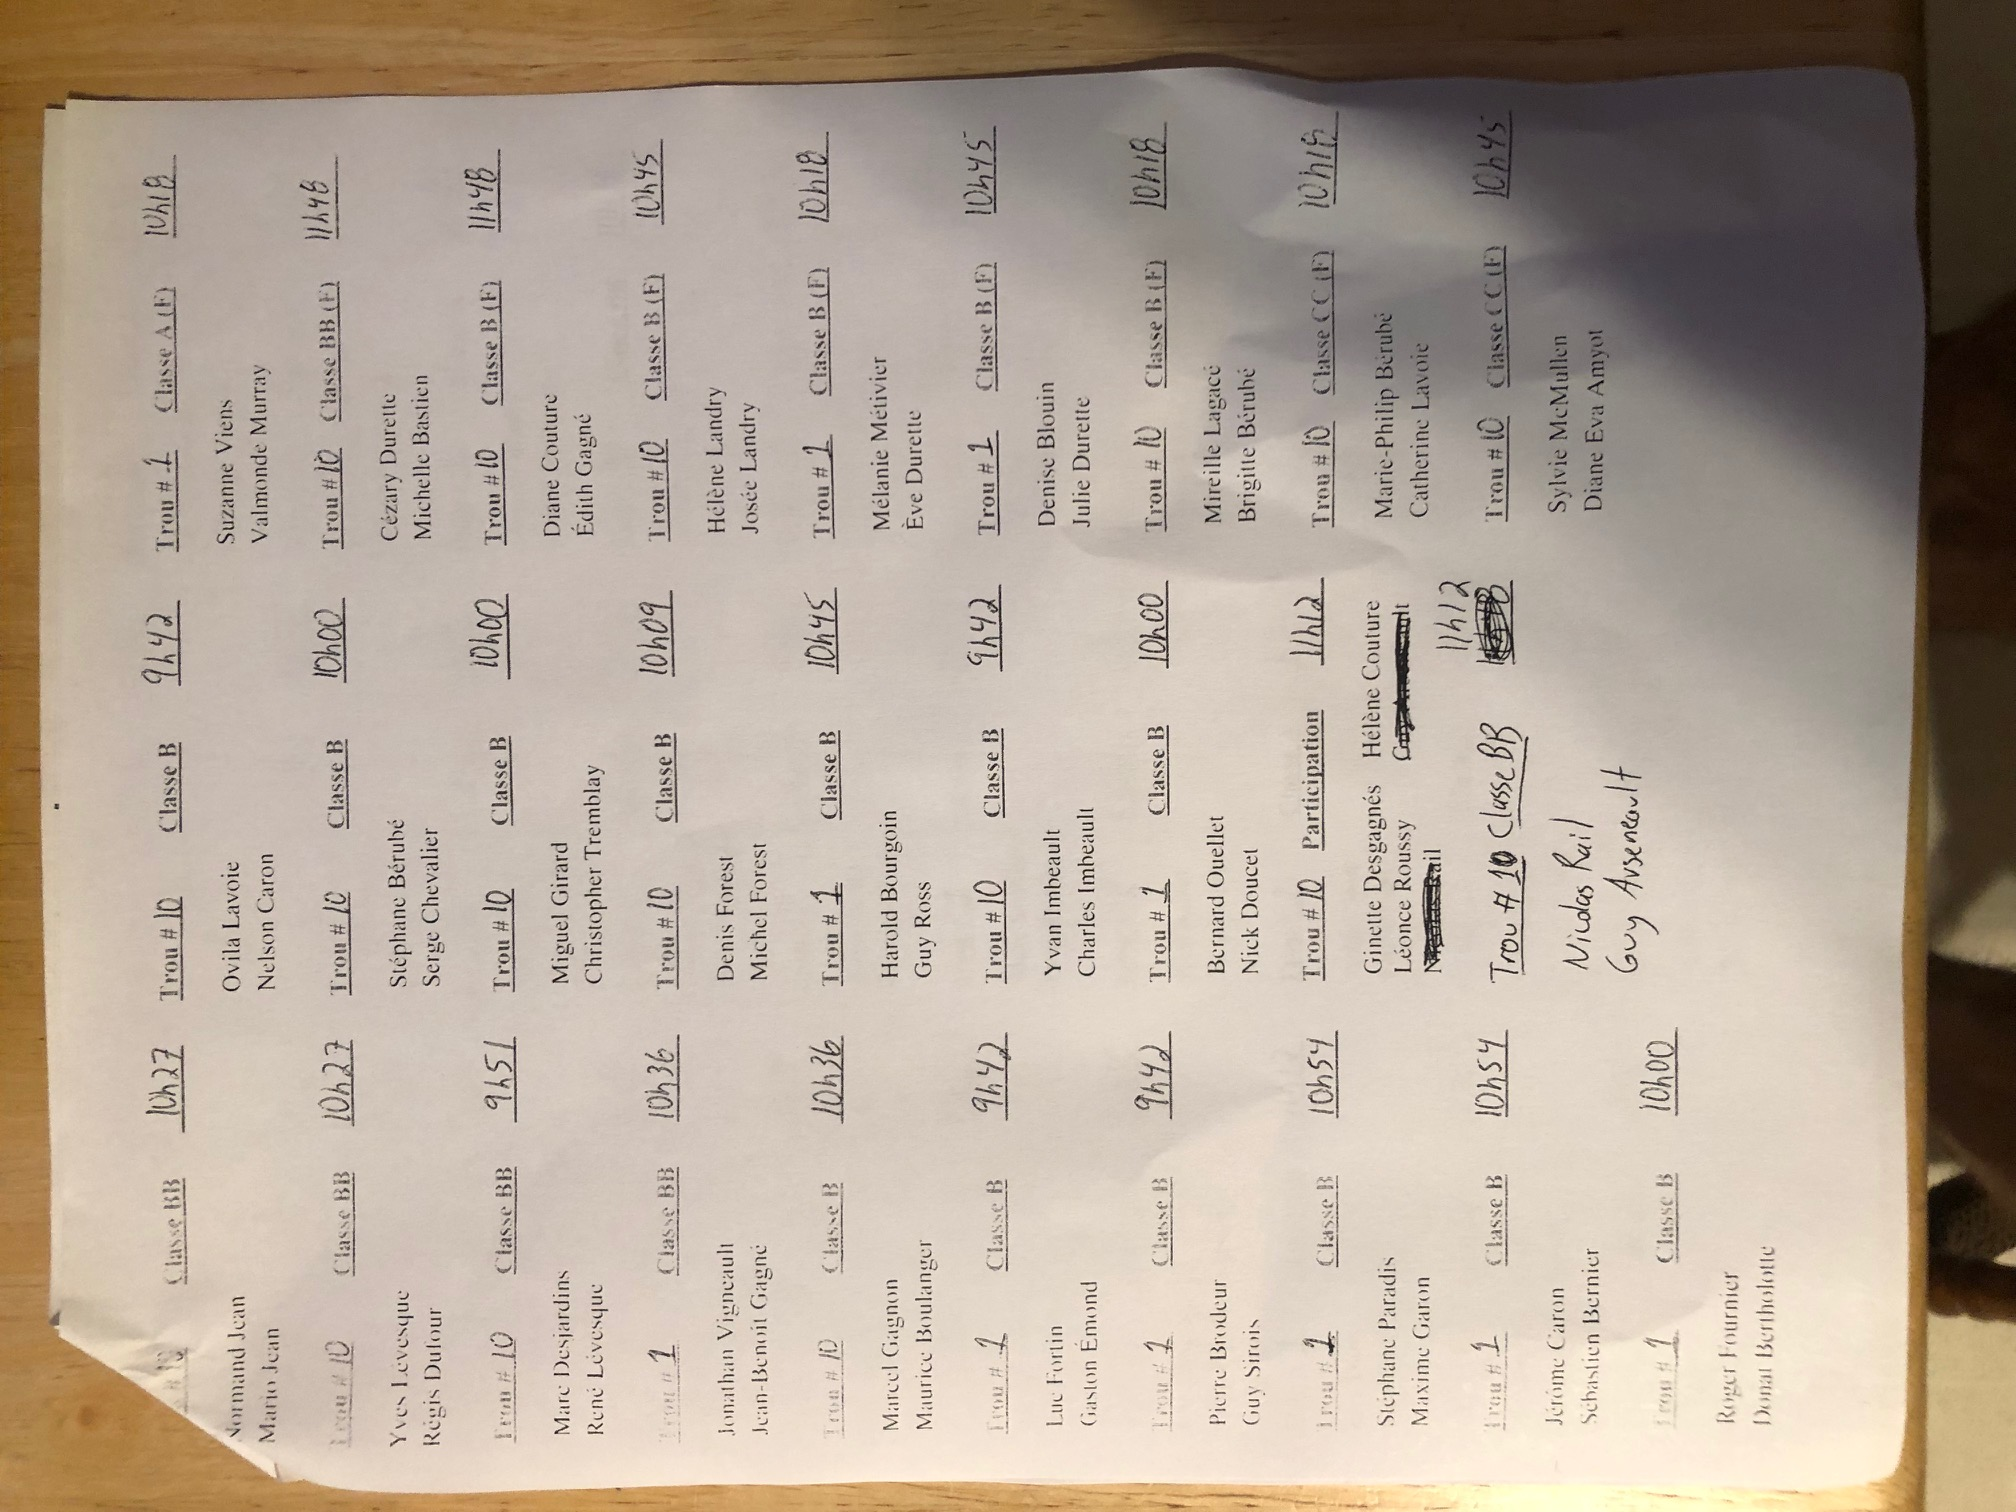 #10 Classe BB 10h27
Normand Jean
Mario Jean
Trou # 10 Classe BB 10h27
Yves Lévesque
Régis Dufour
Trou # 10 Classe BB 9h51
Marc Desjardins
René Lévesque
Trou # 1 Classe BB 10h36
Jonathan Vigneault
Jean-Benoît Gagné
Trou # 10 Classe B 10h36
Marcel Gagnon
Maurice Boulanger
Trou # 1 Classe B 9h42
Luc Fortin
Gaston Émond
Trou # 1 Classe B 9h42
Pierre Brodeur
Guy Sirois
Trou # 1 Classe B 10h54
Stéphane Paradis
Maxime Garon
Trou # 1 Classe B 10h54
Jérôme Caron
Sébastien Bernier
Trou # 1 Classe B 10h00
Roger Fournier
Donat Bertholotte
Trou # 10 Classe B 9h42
Ovila Lavoie
Nelson Caron
Trou # 10 Classe B 10h00
Stéphane Bérubé
Serge Chevalier
Trou # 10 Classe B 10h00
Miguel Girard
Christopher Tremblay
Trou # 10 Classe B 10h09
Denis Forest
Michel Forest
Trou # 1 Classe B 10h45
Harold Bourgoin
Guy Ross
Trou # 10 Classe B 9h42
Yvan Imbeault
Charles Imbeault
Trou # 1 Classe B 10h00
Bernard Ouellet
Nick Doucet
Trou # 10 Participation 11h12
Ginette Desgagnés Hélène Couture
Léonce Roussy
11h12
Trou # 10 Classe BB
Nicolas Rail
Guy Arseneault
Trou # 1 Classe A (F) 10h18
Suzanne Viens
Valmonde Murray
Trou # 10 Classe BB (F) 11h48
Cézary Durette
Michelle Bastien
Trou # 10 Classe B (F) 11h48
Diane Couture
Édith Gagné
Trou # 10 Classe B (F) 10h45
Hélène Landry
Josée Landry
Trou # 1 Classe B (F) 10h18
Mélanie Métivier
Ève Durette
Trou # 1 Classe B (F) 10h45
Denise Blouin
Julie Durette
Trou # 10 Classe B (F) 10h18
Mireille Lagacé
Brigitte Bérubé
Trou # 10 Classe CC (F) 10h18
Marie-Philip Bérubé
Catherine Lavoie
Trou # 10 Classe CC (F) 10h45
Sylvie McMullen
Diane Eva Amyot